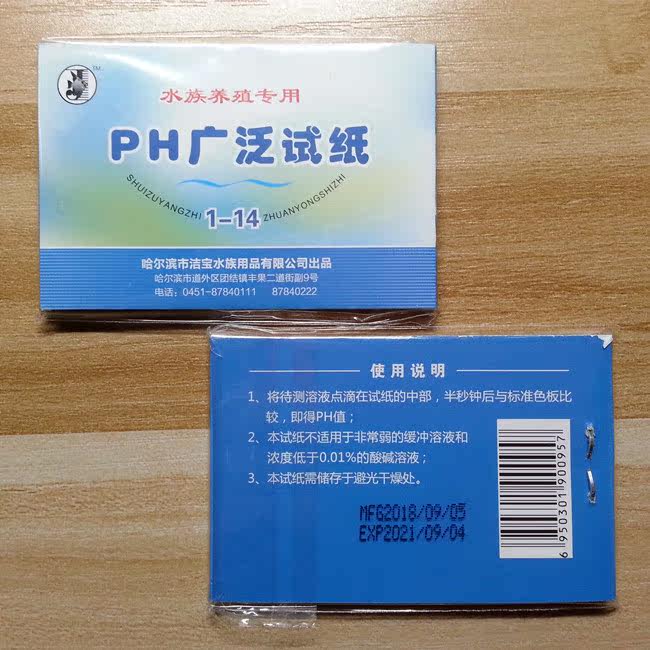 TM
水族养殖专用
PH广泛试纸
SHUIZUYANGZHI 1-14 ZHUANYONGSHIZHI
哈尔滨市洁宝水族用品有限公司出品
哈尔滨市道外区团结镇丰果二道街副9号
电话：0451-87840111 87840222
使用说明
1、将待测溶液点滴在试纸的中部，半秒钟后与标准色板比
较，即得PH值；
2、本试纸不适用于非常弱的缓冲溶液和
浓度低于0.01%的酸碱溶液；
3、本试纸需储存于避光干燥处。
MFG2018/09/05
EXP2021/09/04
6950301900957